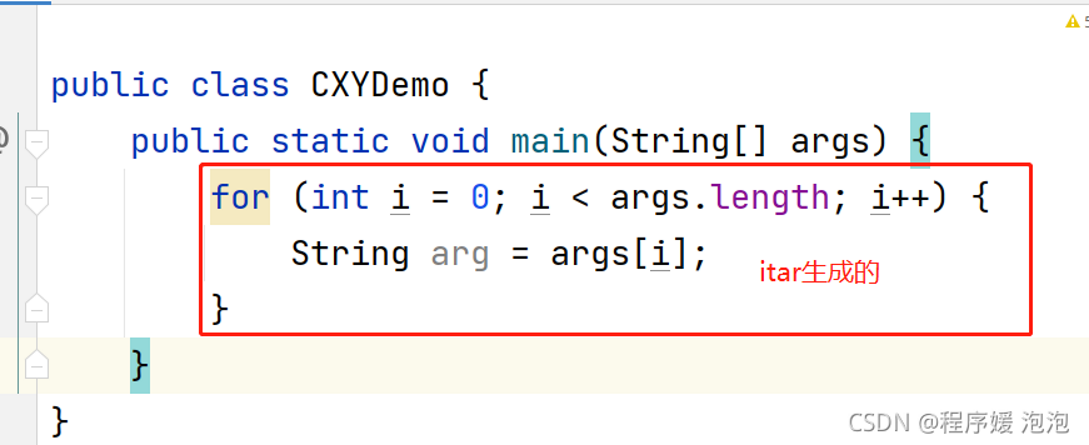 5
public class CXYDemo {
@
public static void main(String[] args) {
for (int i = 0; i < args.length; i++) {
String arg = args[i];
itar生成的
}
}
}
CSDN @程序媛 泡泡